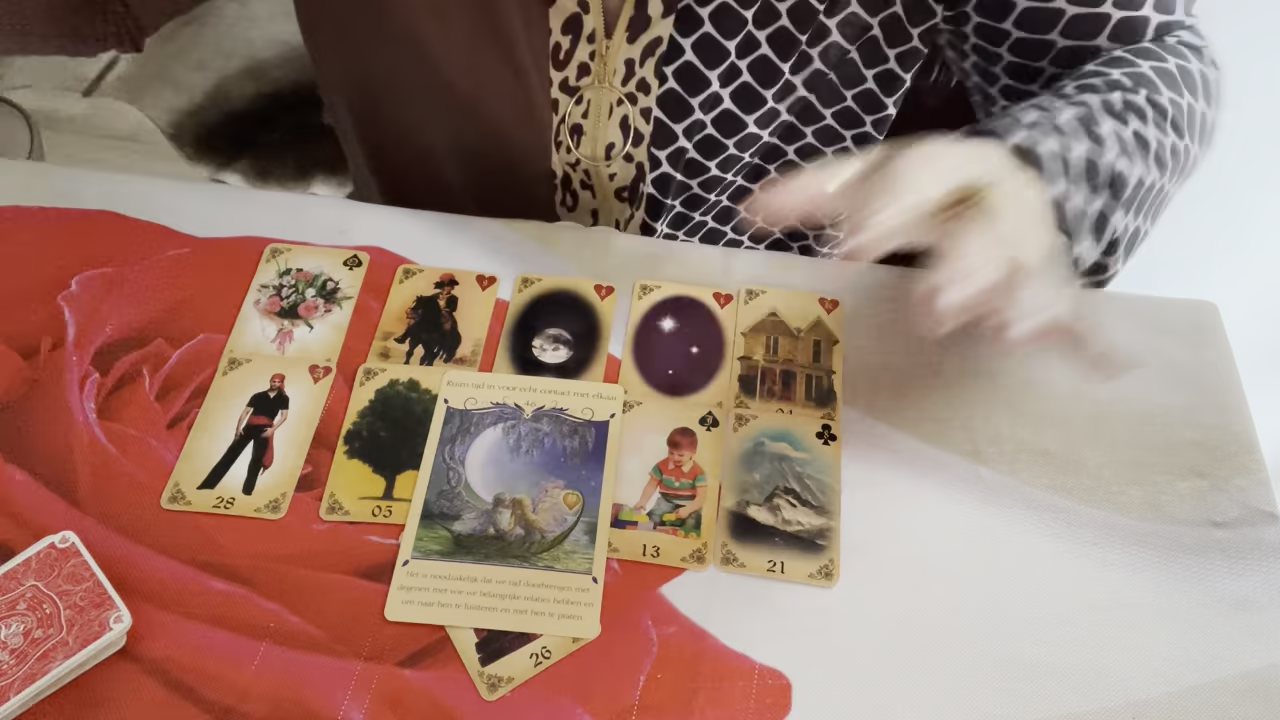 Ruim tijd in voor echt contact met elkaar
46
28
05
13
21
Het is noodzakelijk dat we tijd doorbrengen met
degenen met wie we belangrijke relaties hebben en
om naar hen te luisteren en met hen te praten
26